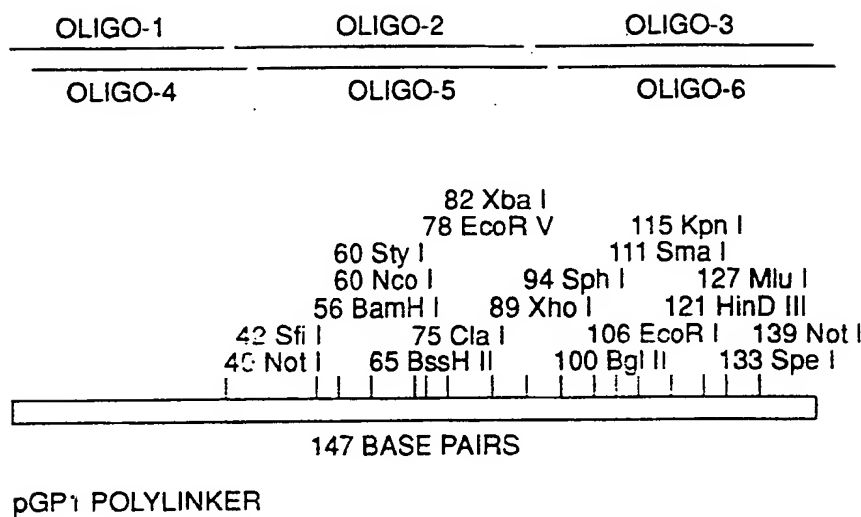 OLIGO-1 OLIGO-2 OLIGO-3
OLIGO-4 OLIGO-5 OLIGO-6
82 Xba I
78 EcoR V 115 Kpn I
60 Sty I 111 Sma I
60 Nco I 94 Sph I 127 Mlu I
56 BamH I 89 Xho I 121 HinD III
42 Sfi I 75 Cla I 106 EcoR I 139 Not I
40 Not I 65 BssH II 100 Bgl II 133 Spe I
147 BASE PAIRS
pGP1 POLYLINKER